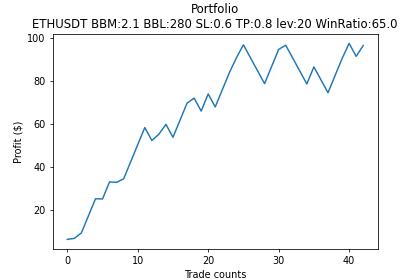 Portfolio
ETHUSDT BBM:2.1 BBL:280 SL:0.6 TP:0.8 lev:20 WinRatio:65.0
100
80
60
40
20
Profit ($)
0
10
20
30
40
Trade counts